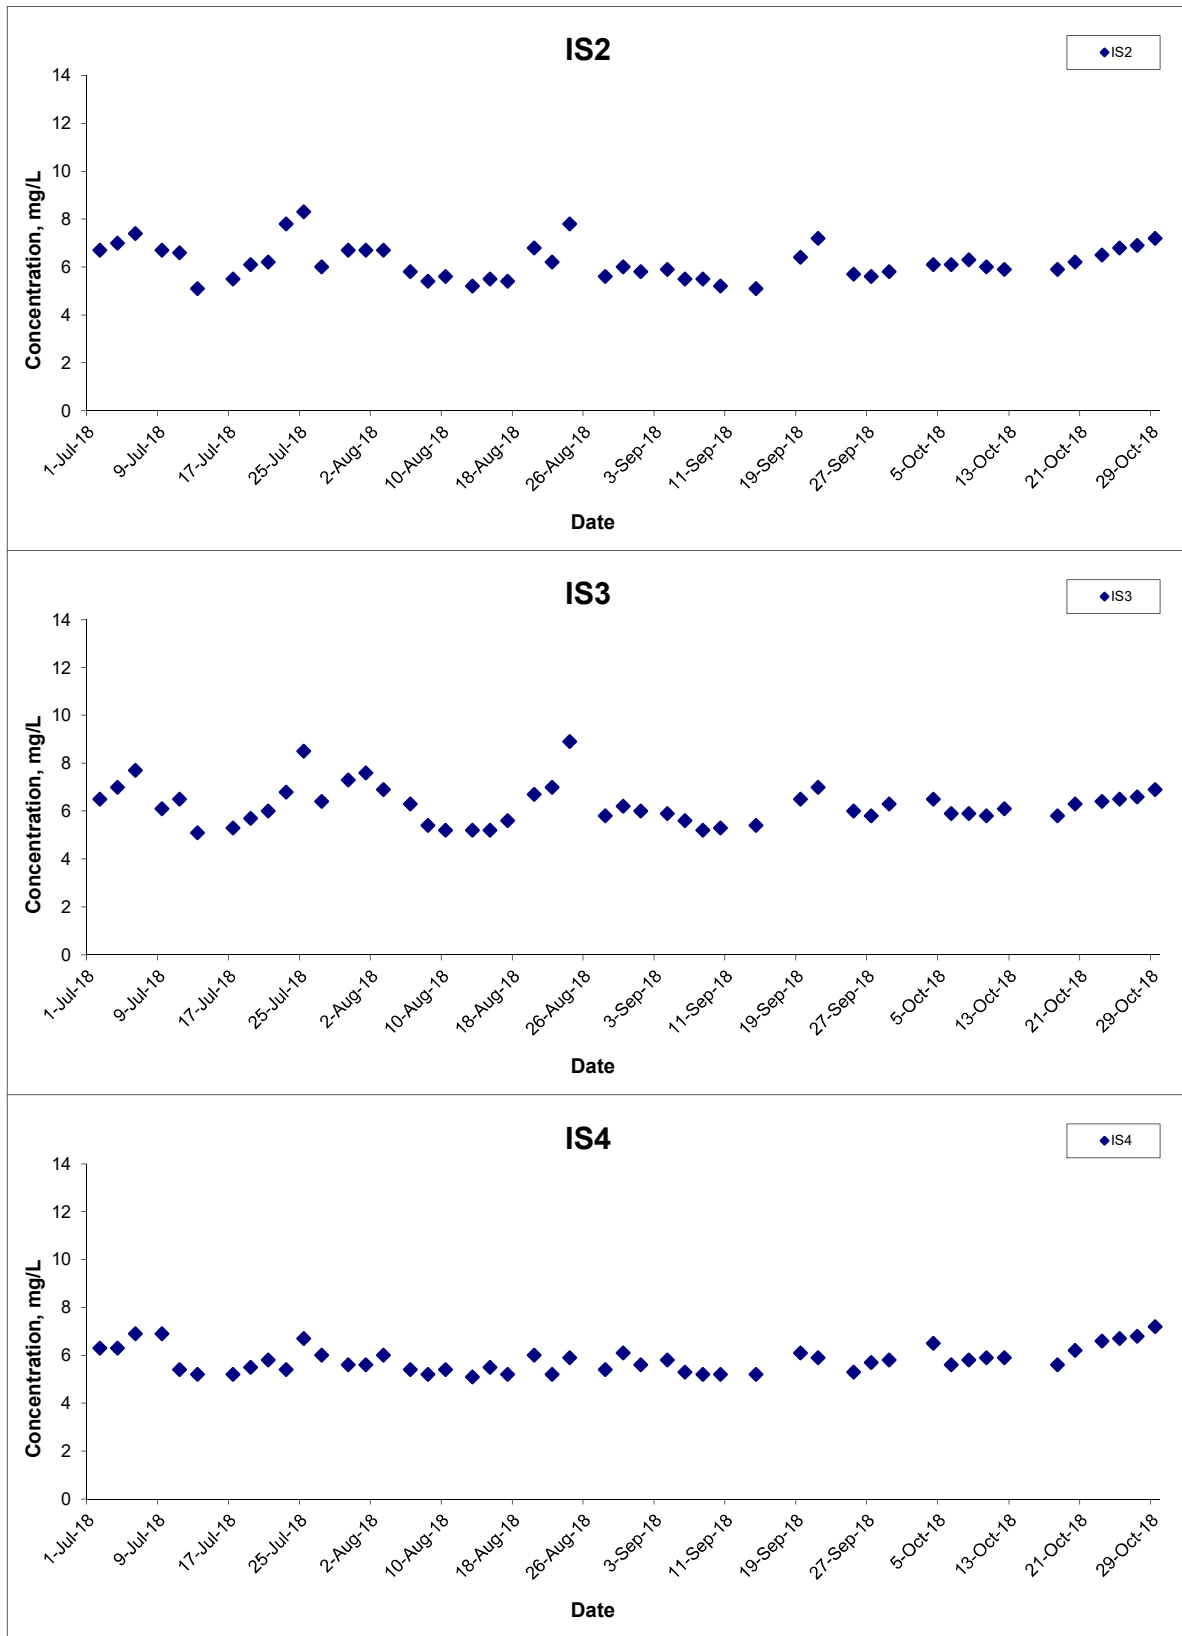 IS2
IS2
14
12
10
8
6
4
2
0
Concentration, mg/L
1-Jul-18
9-Jul-18
17-Jul-18
25-Jul-18
2-Aug-18
10-Aug-18
18-Aug-18
26-Aug-18
3-Sep-18
11-Sep-18
19-Sep-18
27-Sep-18
5-Oct-18
13-Oct-18
21-Oct-18
29-Oct-18
Date
IS3
IS3
14
12
10
8
6
4
2
0
Concentration, mg/L
1-Jul-18
9-Jul-18
17-Jul-18
25-Jul-18
2-Aug-18
10-Aug-18
18-Aug-18
26-Aug-18
3-Sep-18
11-Sep-18
19-Sep-18
27-Sep-18
5-Oct-18
13-Oct-18
21-Oct-18
29-Oct-18
Date
IS4
IS4
14
12
10
8
6
4
2
0
Concentration, mg/L
1-Jul-18
9-Jul-18
17-Jul-18
25-Jul-18
2-Aug-18
10-Aug-18
18-Aug-18
26-Aug-18
3-Sep-18
11-Sep-18
19-Sep-18
27-Sep-18
5-Oct-18
13-Oct-18
21-Oct-18
29-Oct-18
Date